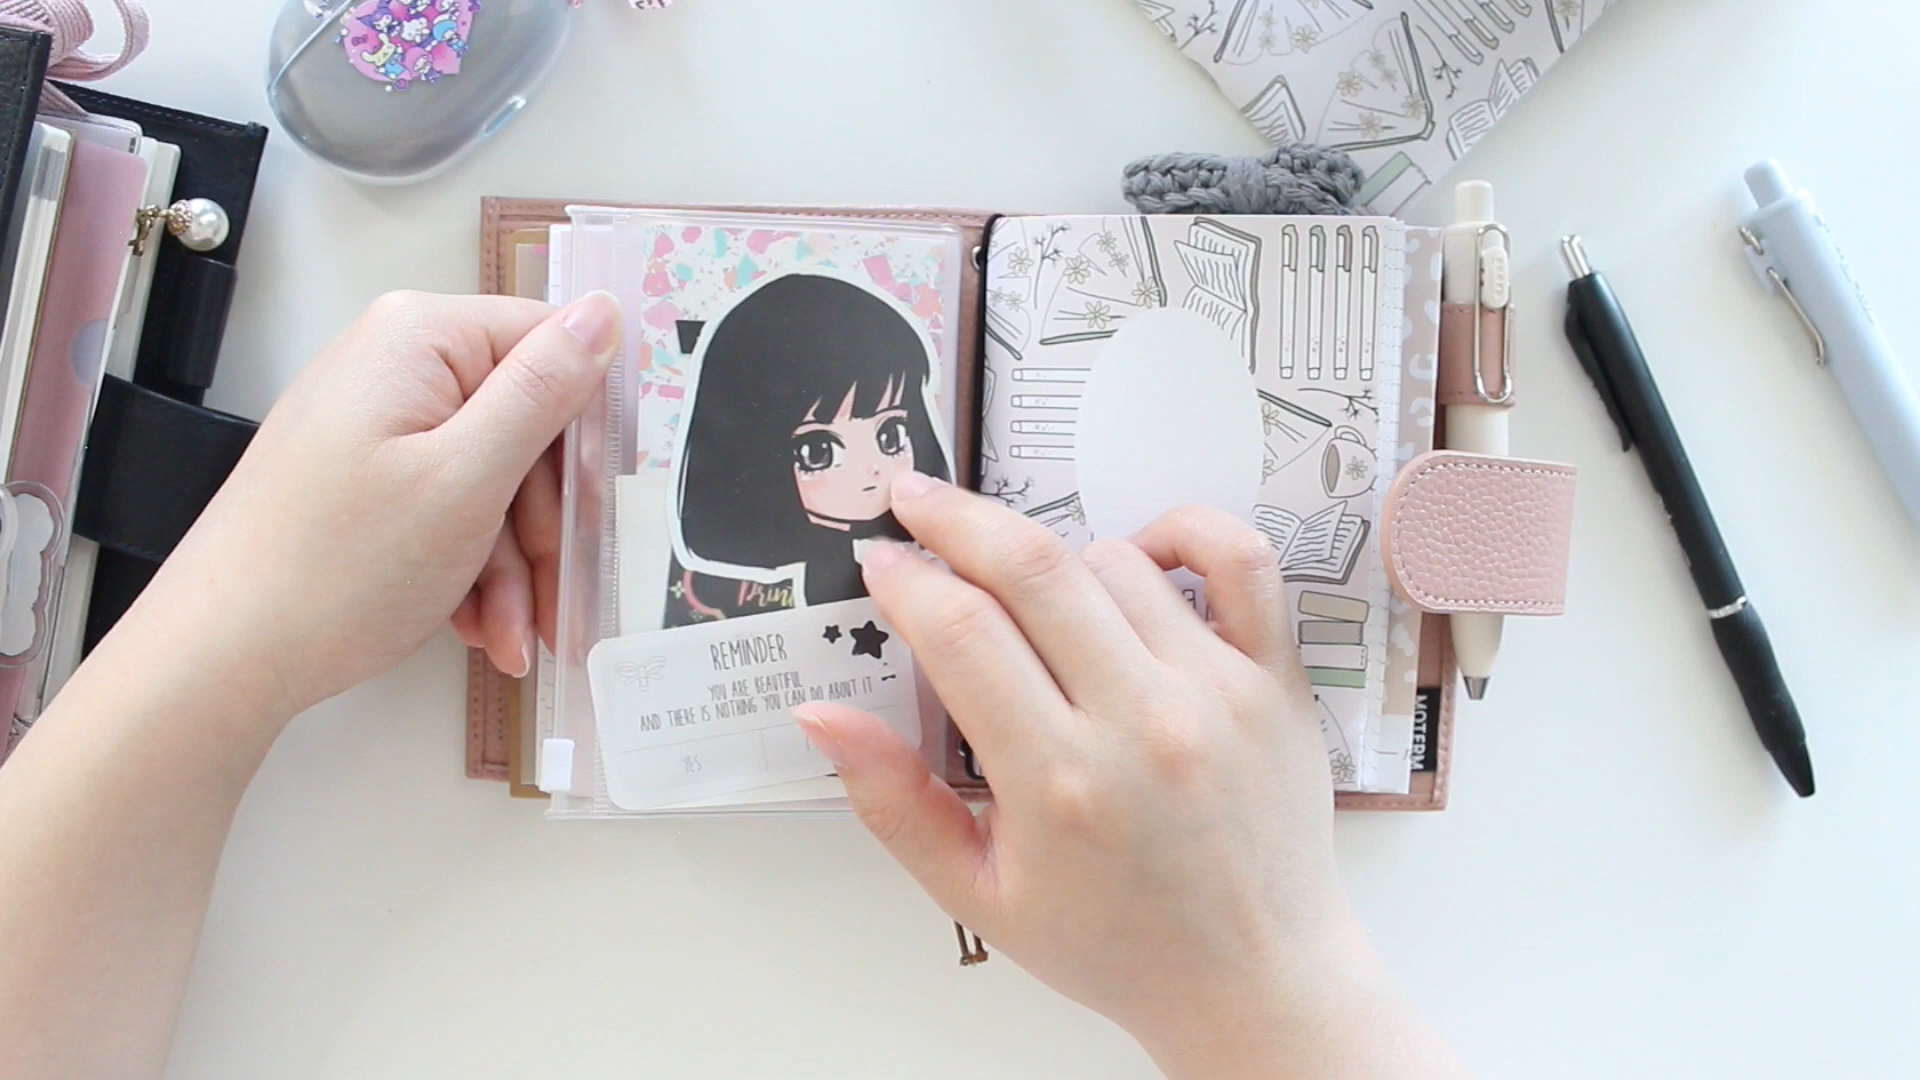 REMINDER
YOU ARE BEAUTIFUL
AND THERE IS NOTHING YOU CAN DO ABOUT IT
YES
MOTERM